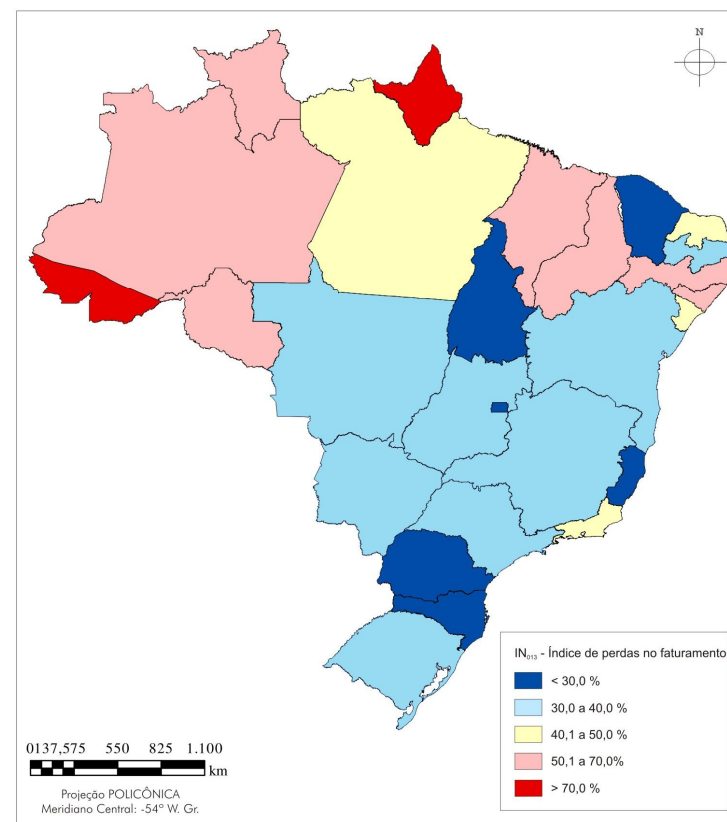 N
IN₀₁₃ - Índice de perdas no faturamento
< 30,0 %
30,0 a 40,0 %
40,1 a 50,0 %
50,1 a 70,0%
> 70,0 %
0137,575 550 825 1.100
km
Projeção POLICÔNICA
Meridiano Central: -54º W. Gr.